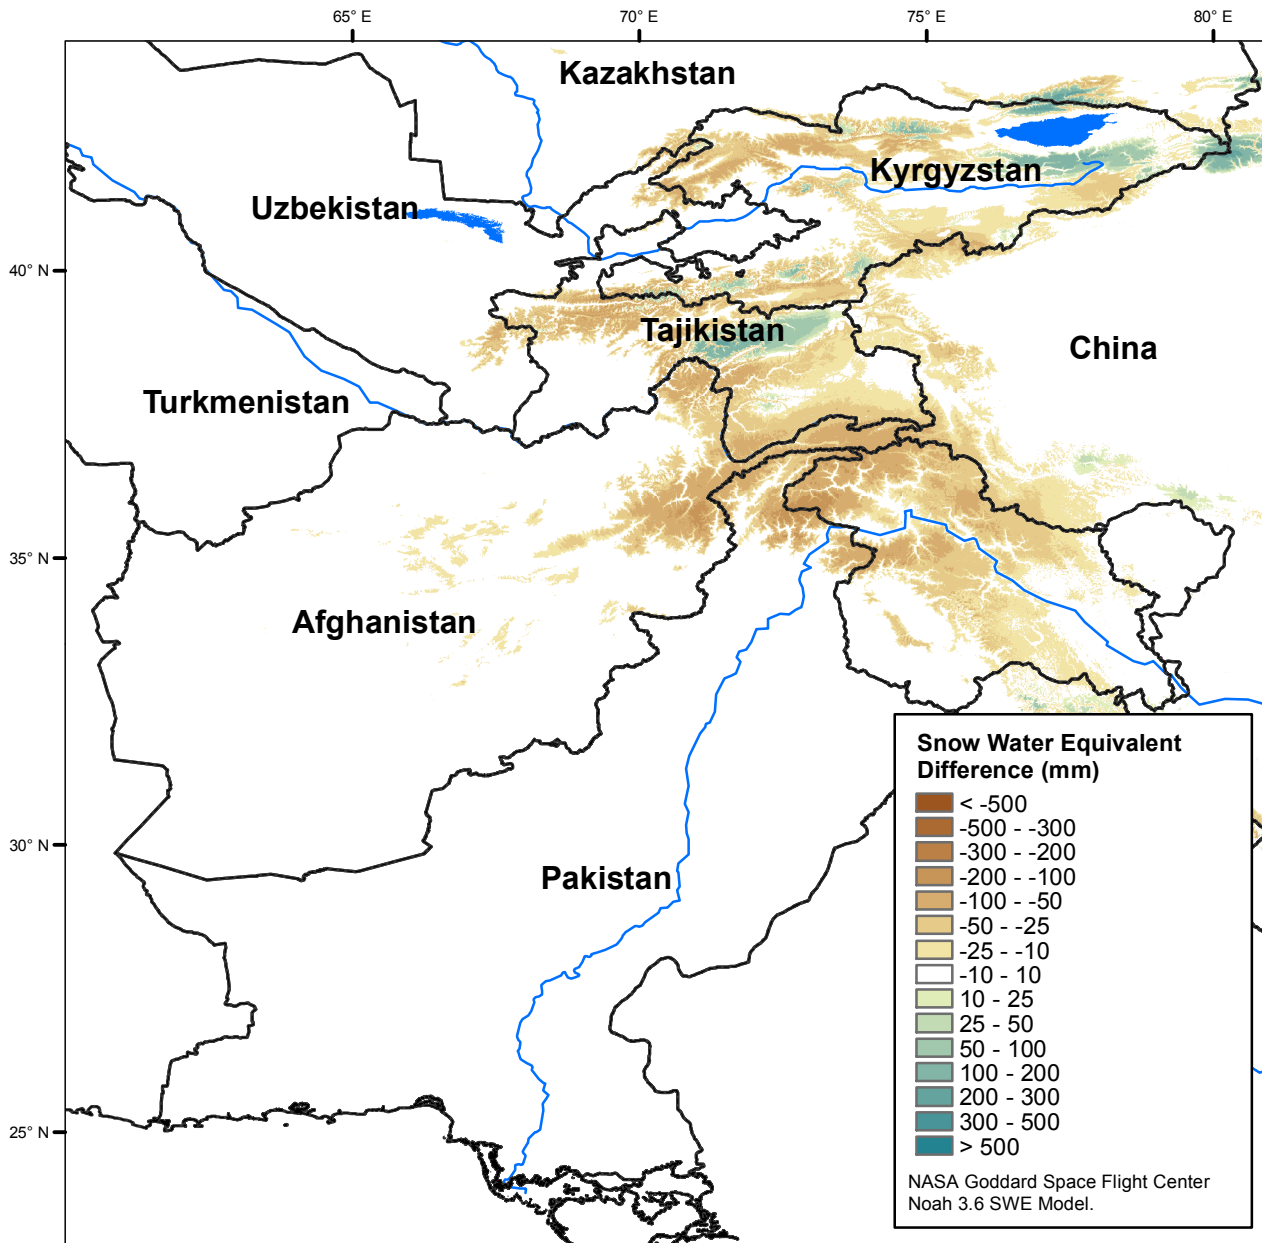 65° E
70° E
75° E
80° E
Kazakhstan
Kyrgyzstan
Uzbekistan
40° N
Tajikistan
China
Turkmenistan
35° N
Afghanistan
Snow Water Equivalent
Difference (mm)
< -500
-500 - -300
-300 - -200
-200 - -100
-100 - -50
-50 - -25
-25 - -10
-10 - 10
10 - 25
25 - 50
50 - 100
100 - 200
200 - 300
300 - 500
> 500
NASA Goddard Space Flight Center
Noah 3.6 SWE Model.
30° N
Pakistan
25° N